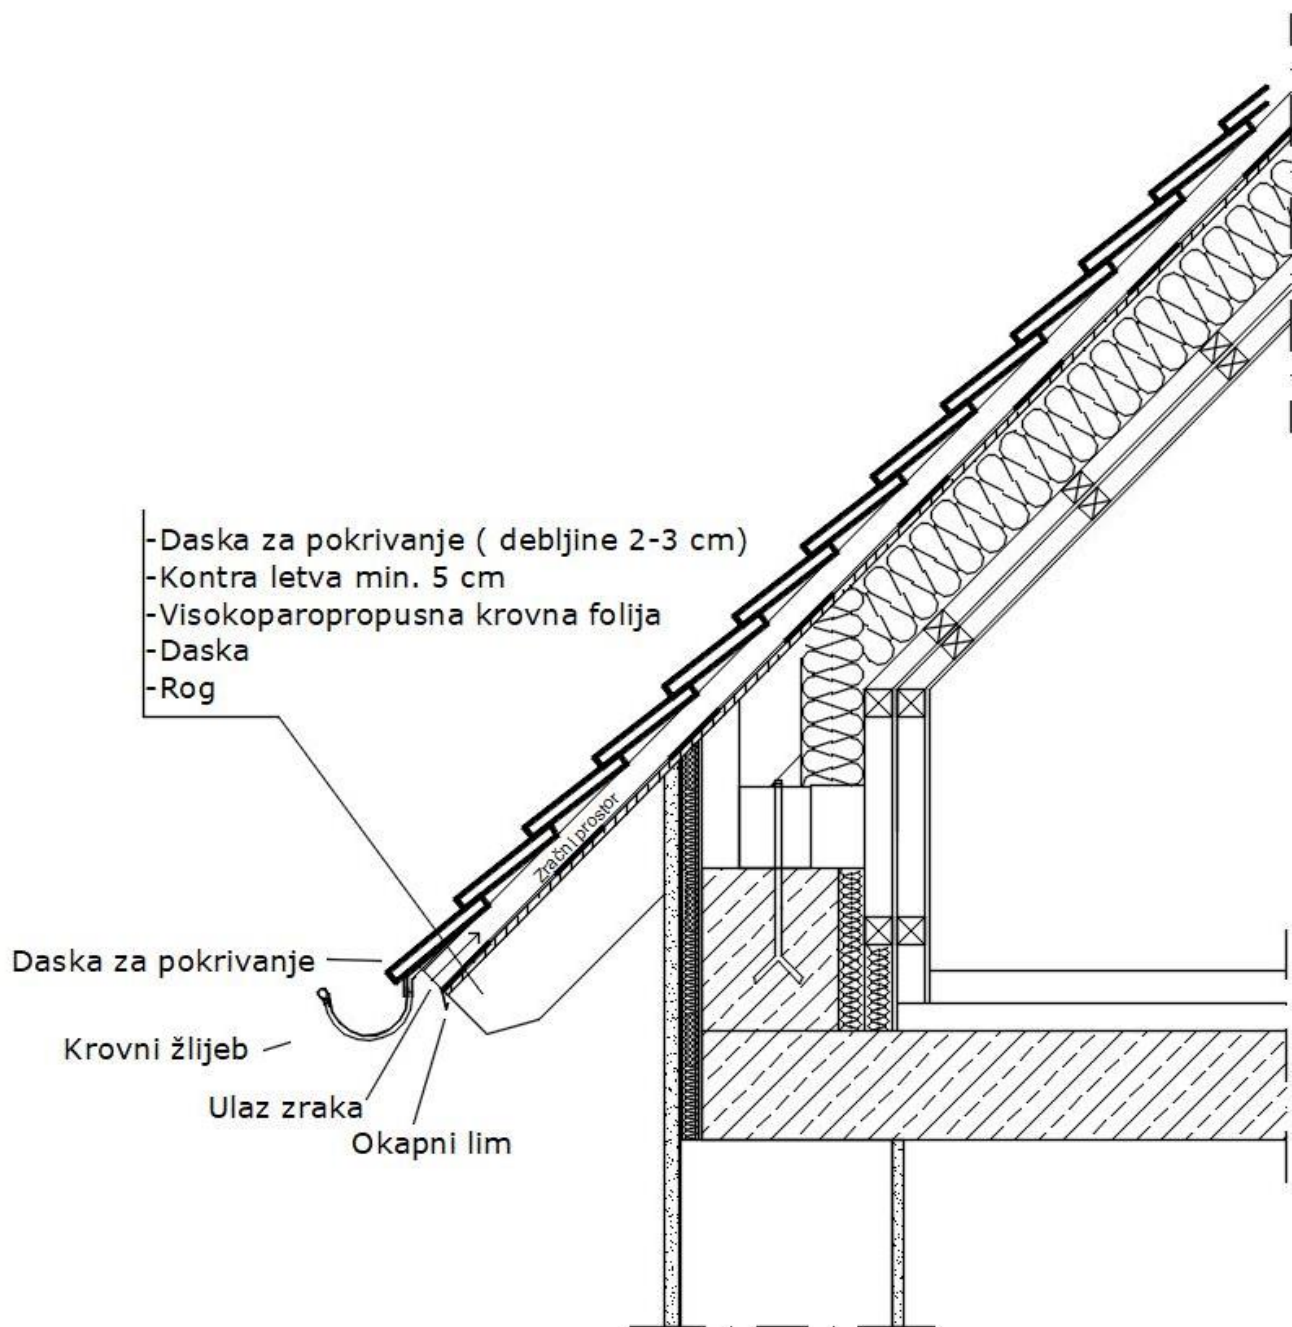 -Daska za pokrivanje ( debljine 2-3 cm)
-Kontra letva min. 5 cm
-Visokoparopropusna krovna folija
-Daska
-Rog
Zračni prostor
Daska za pokrivanje
Krovni žlijeb
Ulaz zraka
Okapni lim